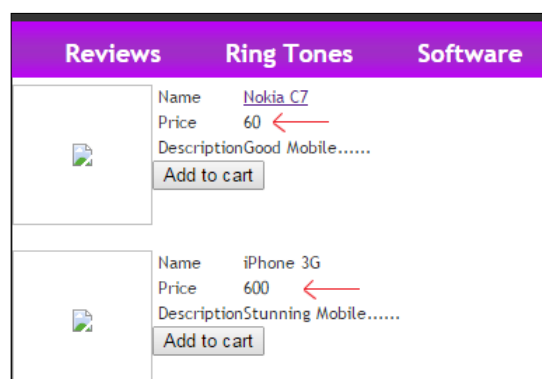 Reviews Ring Tones Software
Name Nokia C7
Price 60
DescriptionGood Mobile......
Add to cart
Name iPhone 3G
Price 600
DescriptionStunning Mobile......
Add to cart